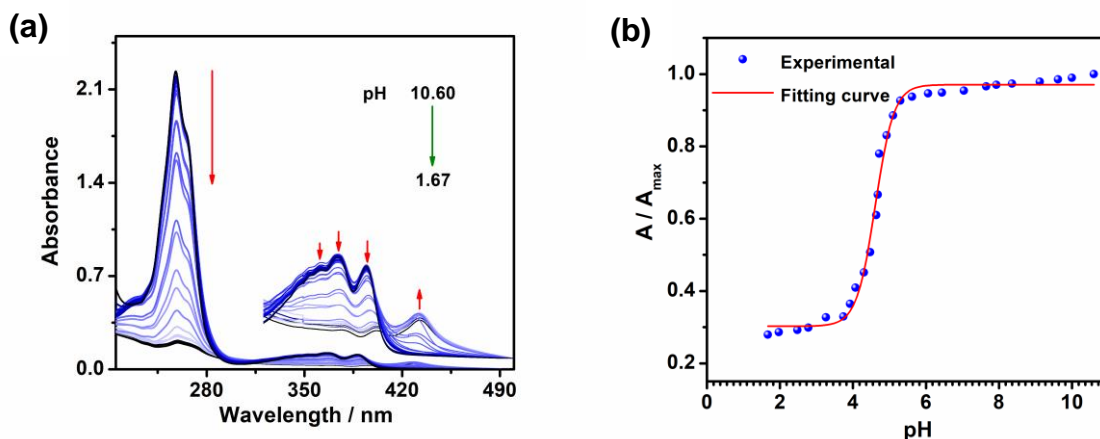 (a)
2.1
1.4
0.7
0.0
Absorbance
pH 10.60
1.67
280 350 420 490
Wavelength / nm
(b)
1.0
0.8
0.6
0.4
0.2
A / Amax
Experimental
Fitting curve
0 2 4 6 8 10
pH